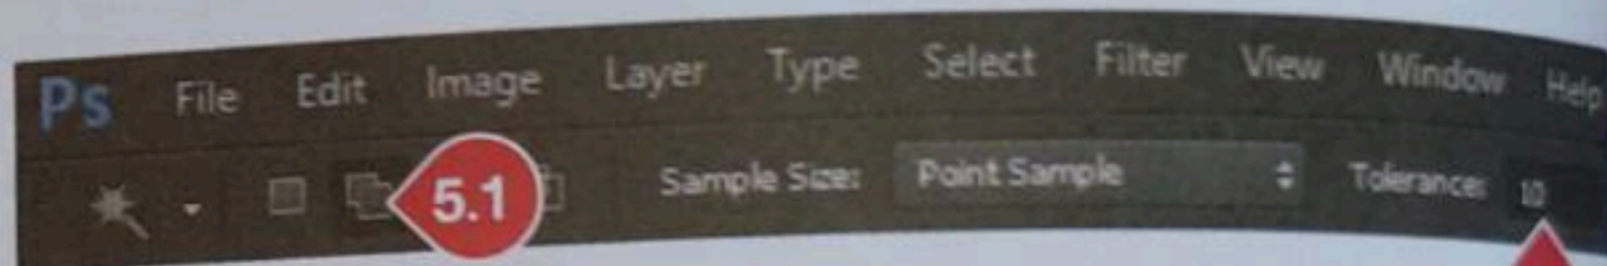 Ps File Edit Image Layer Type Select Filter View Window Help
5.1 Sample Size: Point Sample Tolerance: 10